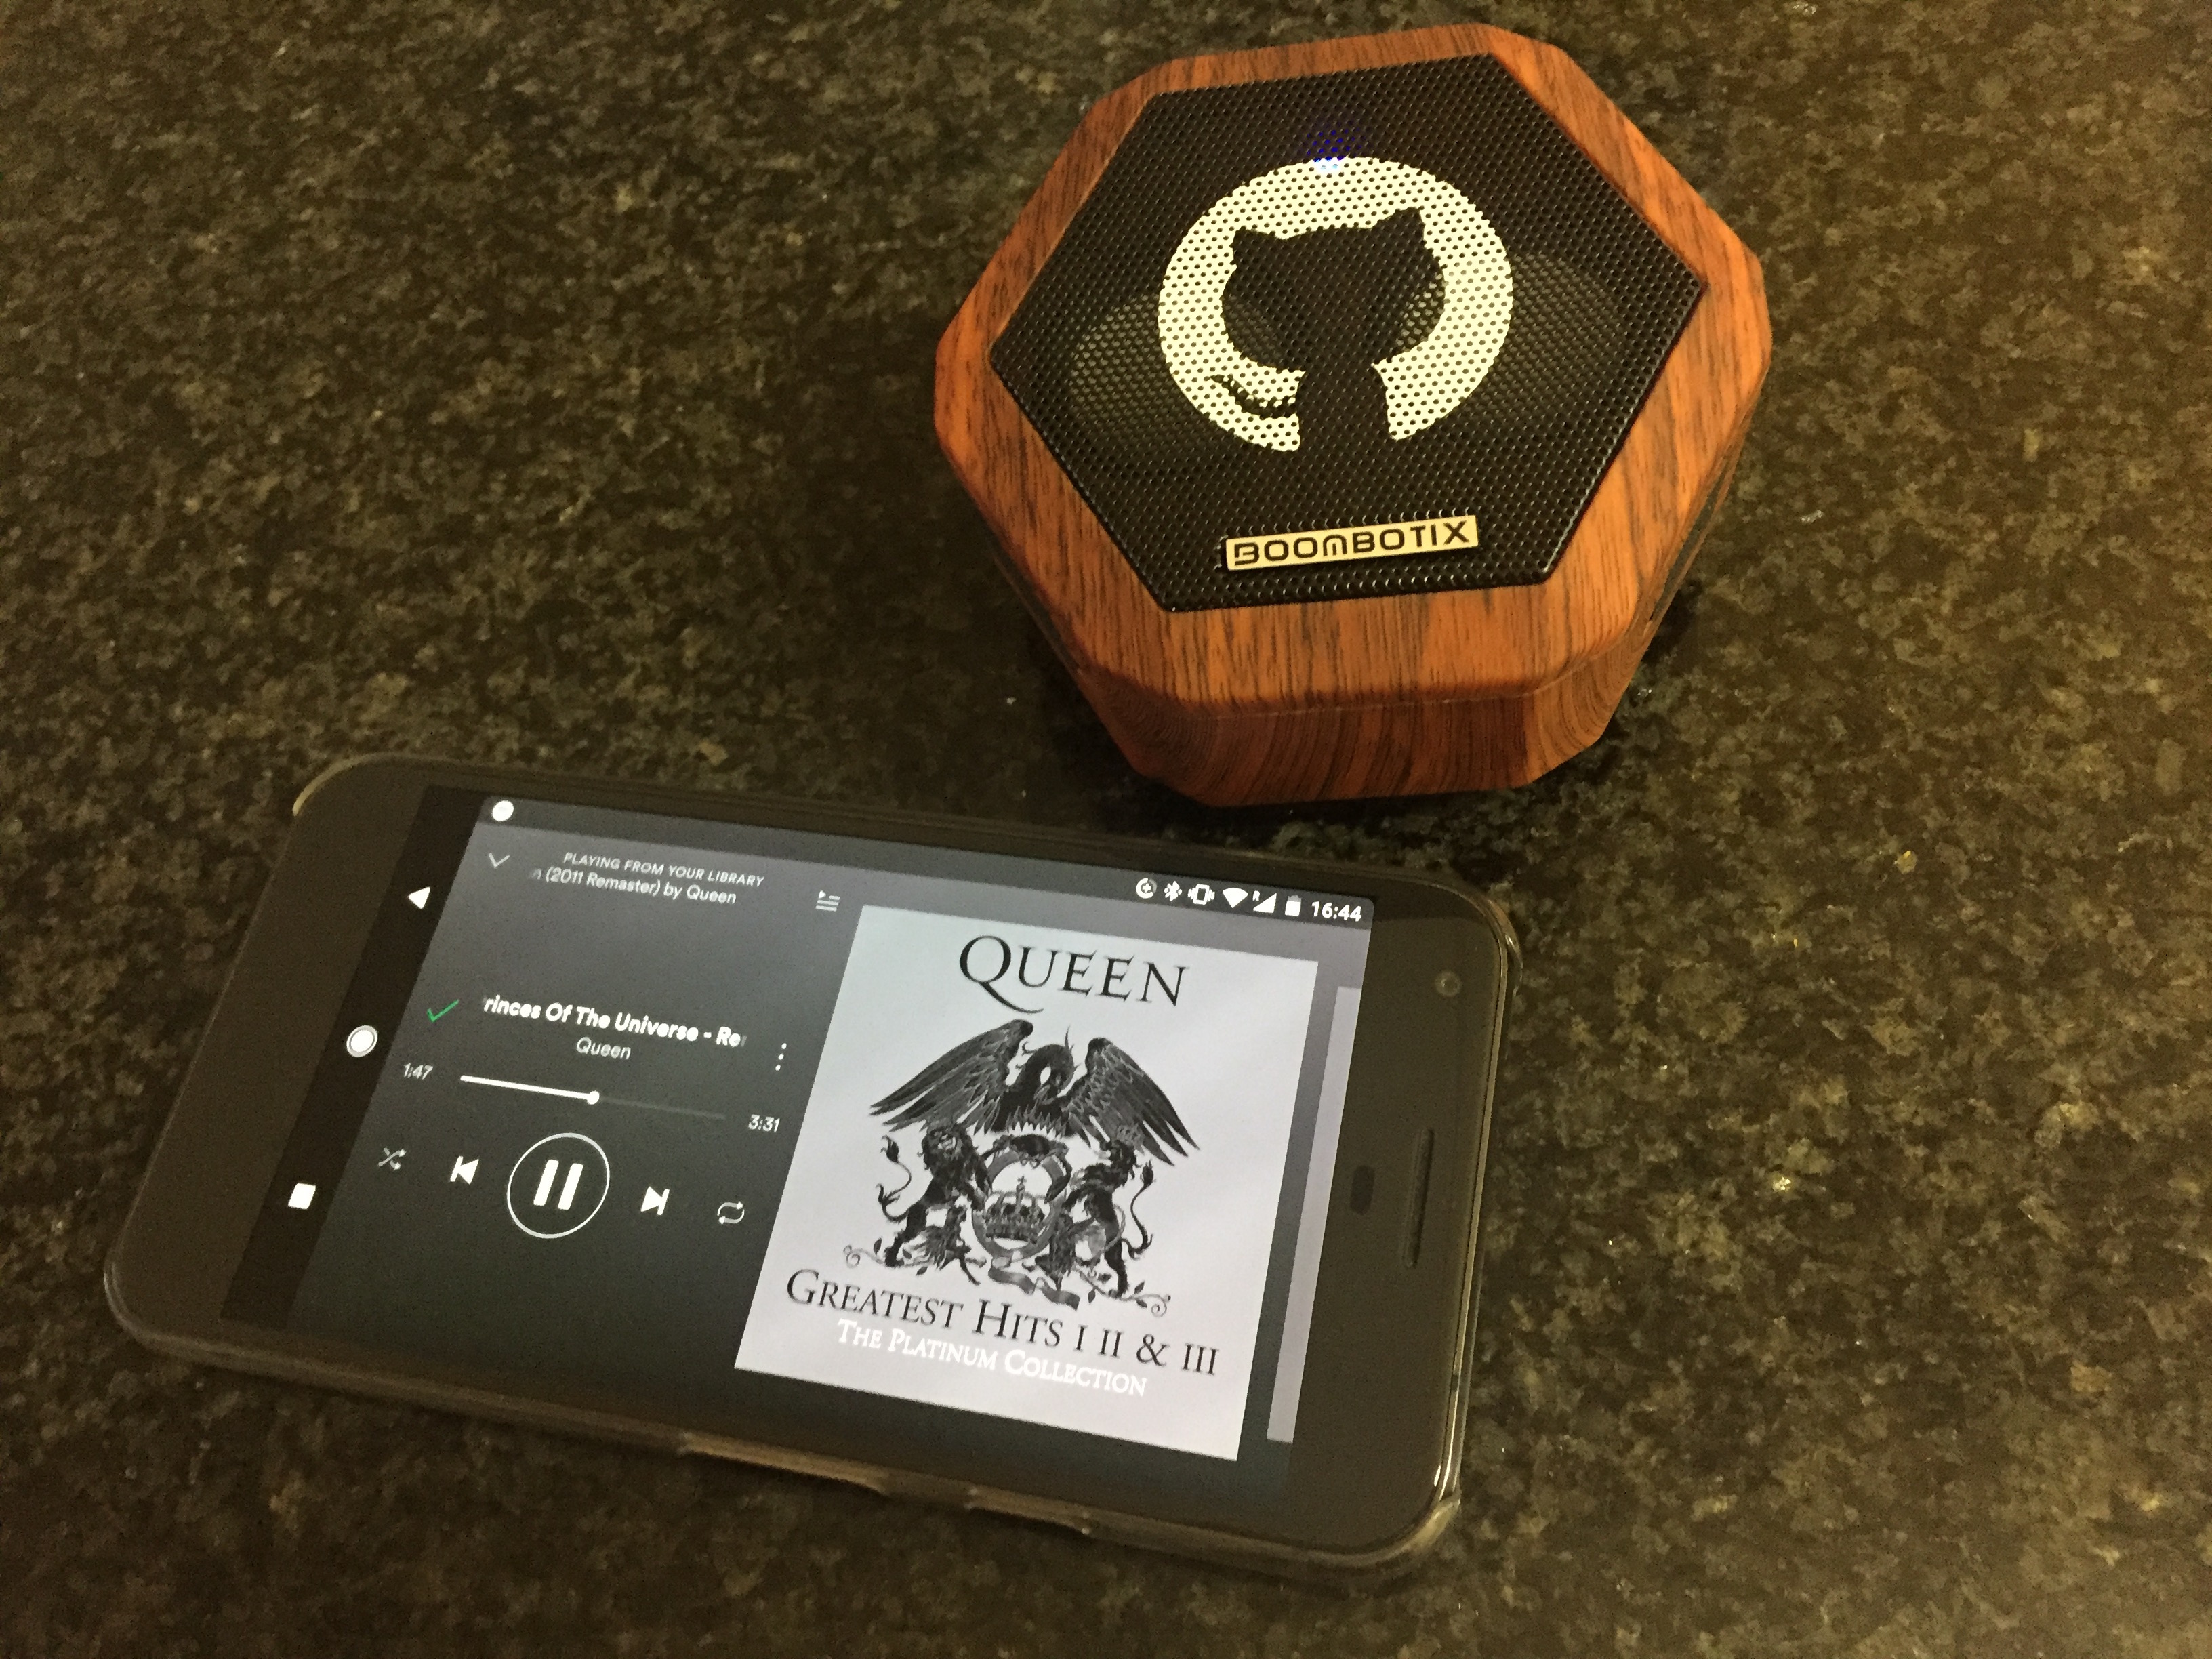 BOOMBOTIX
16:44
PLAYING FROM YOUR LIBRARY
n (2011 Remaster) by Queen
rinces Of The Universe - Re
Queen
1:47
3:31
QUEEN
GREATEST HITS I II & III
THE PLATINUM COLLECTION